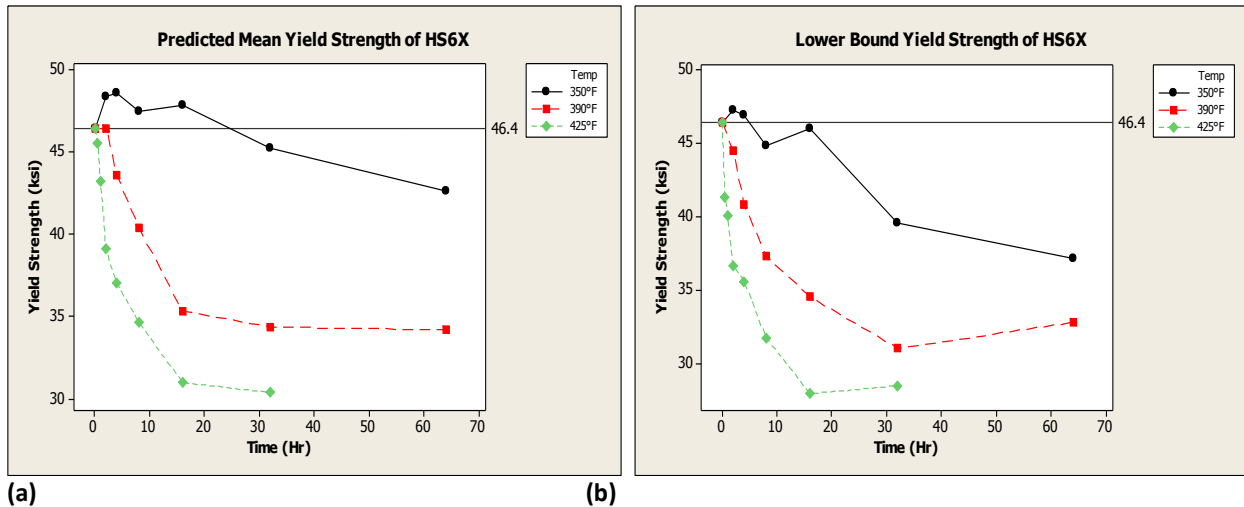 Predicted Mean Yield Strength of HS6X
Temp
350°F
390°F
425°F
50
45
40
35
30
46.4
Yield Strength (ksi)
0 10 20 30 40 50 60 70
Time (Hr)
(a)
Lower Bound Yield Strength of HS6X
Temp
350°F
390°F
425°F
50
45
40
35
30
46.4
Yield Strength (ksi)
0 10 20 30 40 50 60 70
Time (Hr)
(b)